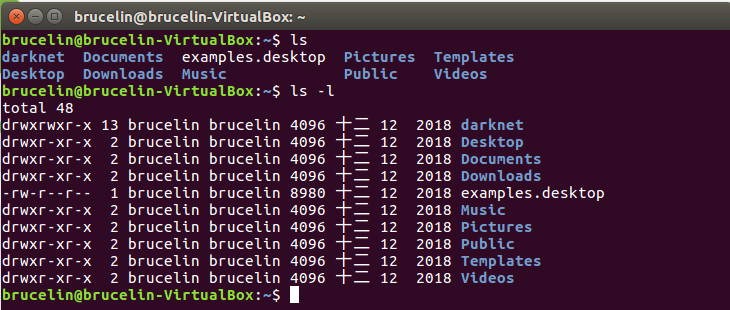 brucelin@brucelin-VirtualBox: ~
brucelin@brucelin-VirtualBox:~$ ls
darknet  Documents  examples.desktop  Pictures  Templates
Desktop  Downloads  Music             Public    Videos
brucelin@brucelin-VirtualBox:~$ ls -l
total 48
drwxrwxr-x 13 brucelin brucelin 4096 十二 12  2018 darknet
drwxr-xr-x  2 brucelin brucelin 4096 十二 12  2018 Desktop
drwxr-xr-x  2 brucelin brucelin 4096 十二 12  2018 Documents
drwxr-xr-x  2 brucelin brucelin 4096 十二 12  2018 Downloads
-rw-r--r--  1 brucelin brucelin 8980 十二 12  2018 examples.desktop
drwxr-xr-x  2 brucelin brucelin 4096 十二 12  2018 Music
drwxr-xr-x  2 brucelin brucelin 4096 十二 12  2018 Pictures
drwxr-xr-x  2 brucelin brucelin 4096 十二 12  2018 Public
drwxr-xr-x  2 brucelin brucelin 4096 十二 12  2018 Templates
drwxr-xr-x  2 brucelin brucelin 4096 十二 12  2018 Videos
brucelin@brucelin-VirtualBox:~$